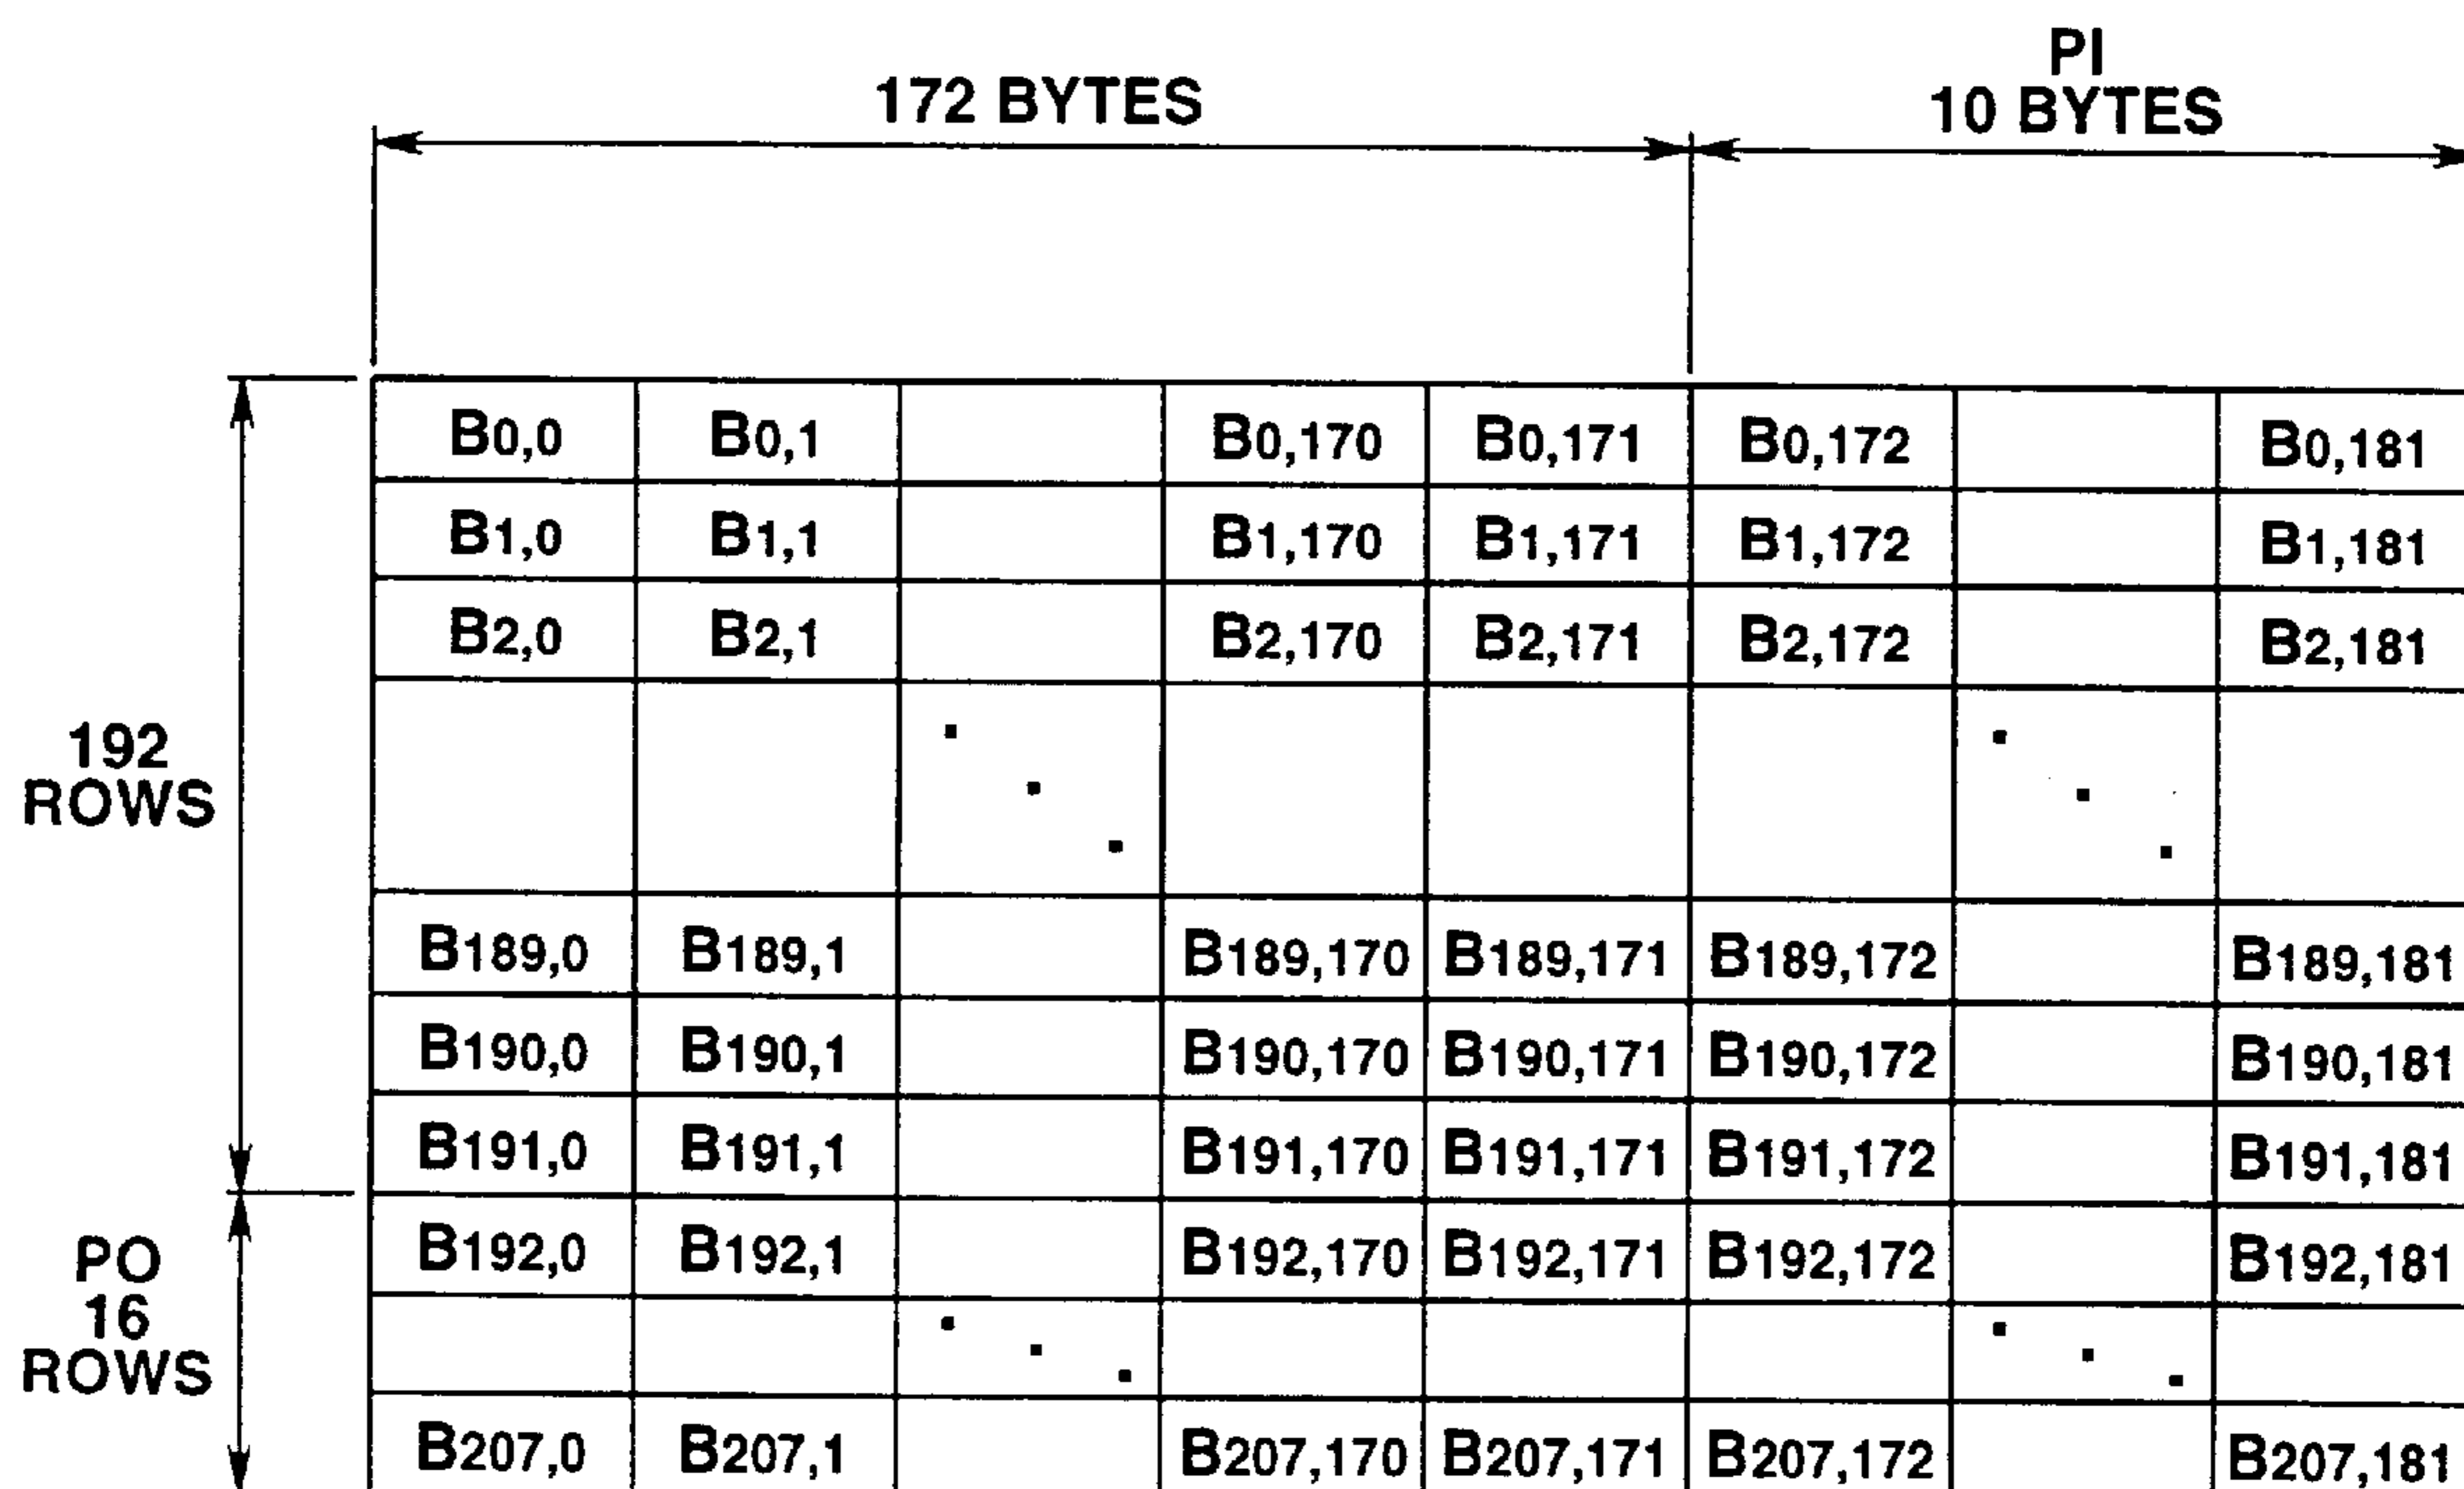 PI
172 BYTES
10 BYTES
B0,0 B0,1 B0,170 B0,171 B0,172 B0,181
B1,0 B1,1 B1,170 B1,171 B1,172 B1,181
B2,0 B2,1 B2,170 B2,171 B2,172 B2,181
192
ROWS
B189,0 B189,1 B189,170 B189,171 B189,172 B189,181
B190,0 B190,1 B190,170 B190,171 B190,172 B190,181
B191,0 B191,1 B191,170 B191,171 B191,172 B191,181
PO
16
ROWS
B192,0 B192,1 B192,170 B192,171 B192,172 B192,181
B207,0 B207,1 B207,170 B207,171 B207,172 B207,181